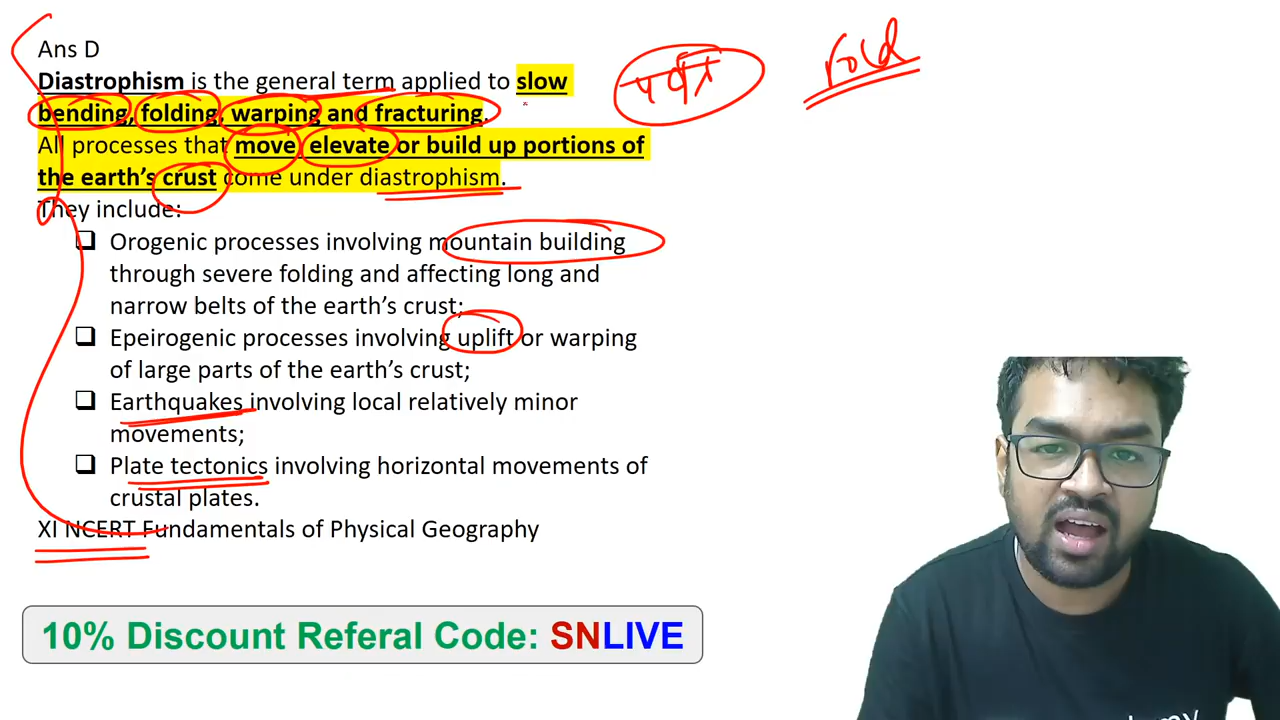 Ans D
Diastrophism is the general term applied to slow
bending, folding, warping and fracturing.
All processes that move elevate or build up portions of
the earth's crust come under diastrophism.
They include:
Orogenic processes involving mountain building
through severe folding and affecting long and
narrow belts of the earth's crust;
Epeirogenic processes involving uplift or warping
of large parts of the earth's crust;
Earthquakes involving local relatively minor
movements;
Plate tectonics involving horizontal movements of
crustal plates.
XI NCERT Fundamentals of Physical Geography
10% Discount Referal Code: SNLIVE
Fold